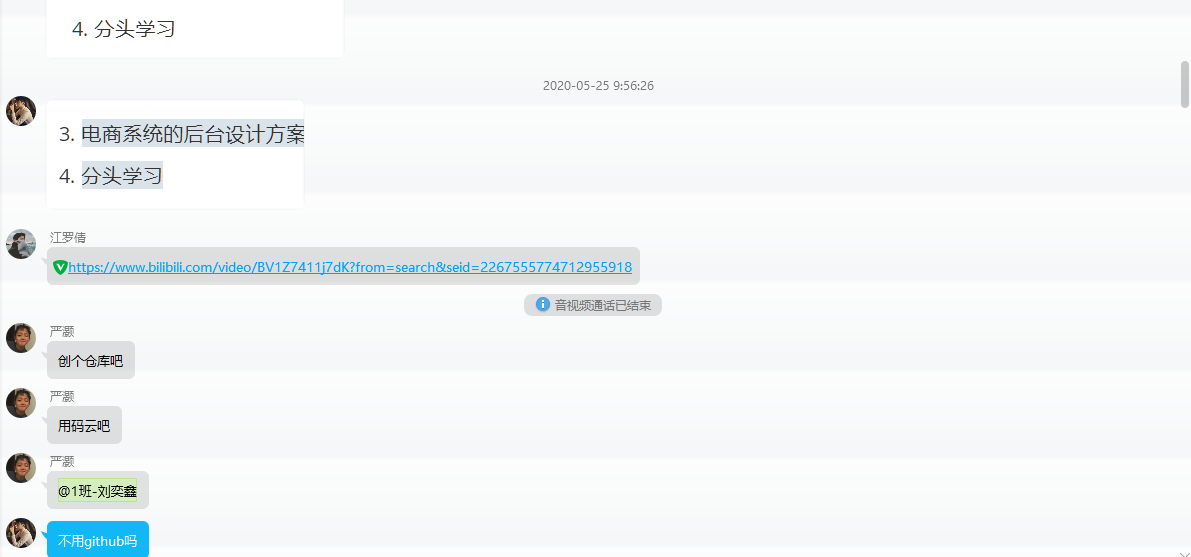 4. 分头学习
2020-05-25 9:56:26
3. 电商系统的后台设计方案
4. 分头学习
江罗倩
https://www.bilibili.com/video/BV1Z7411j7dK?from=search&seid=2267555774712955918
音视频通话已结束
严灏
创个仓库吧
严灏
用码云吧
严灏
@1班-刘奕鑫
不用github吗